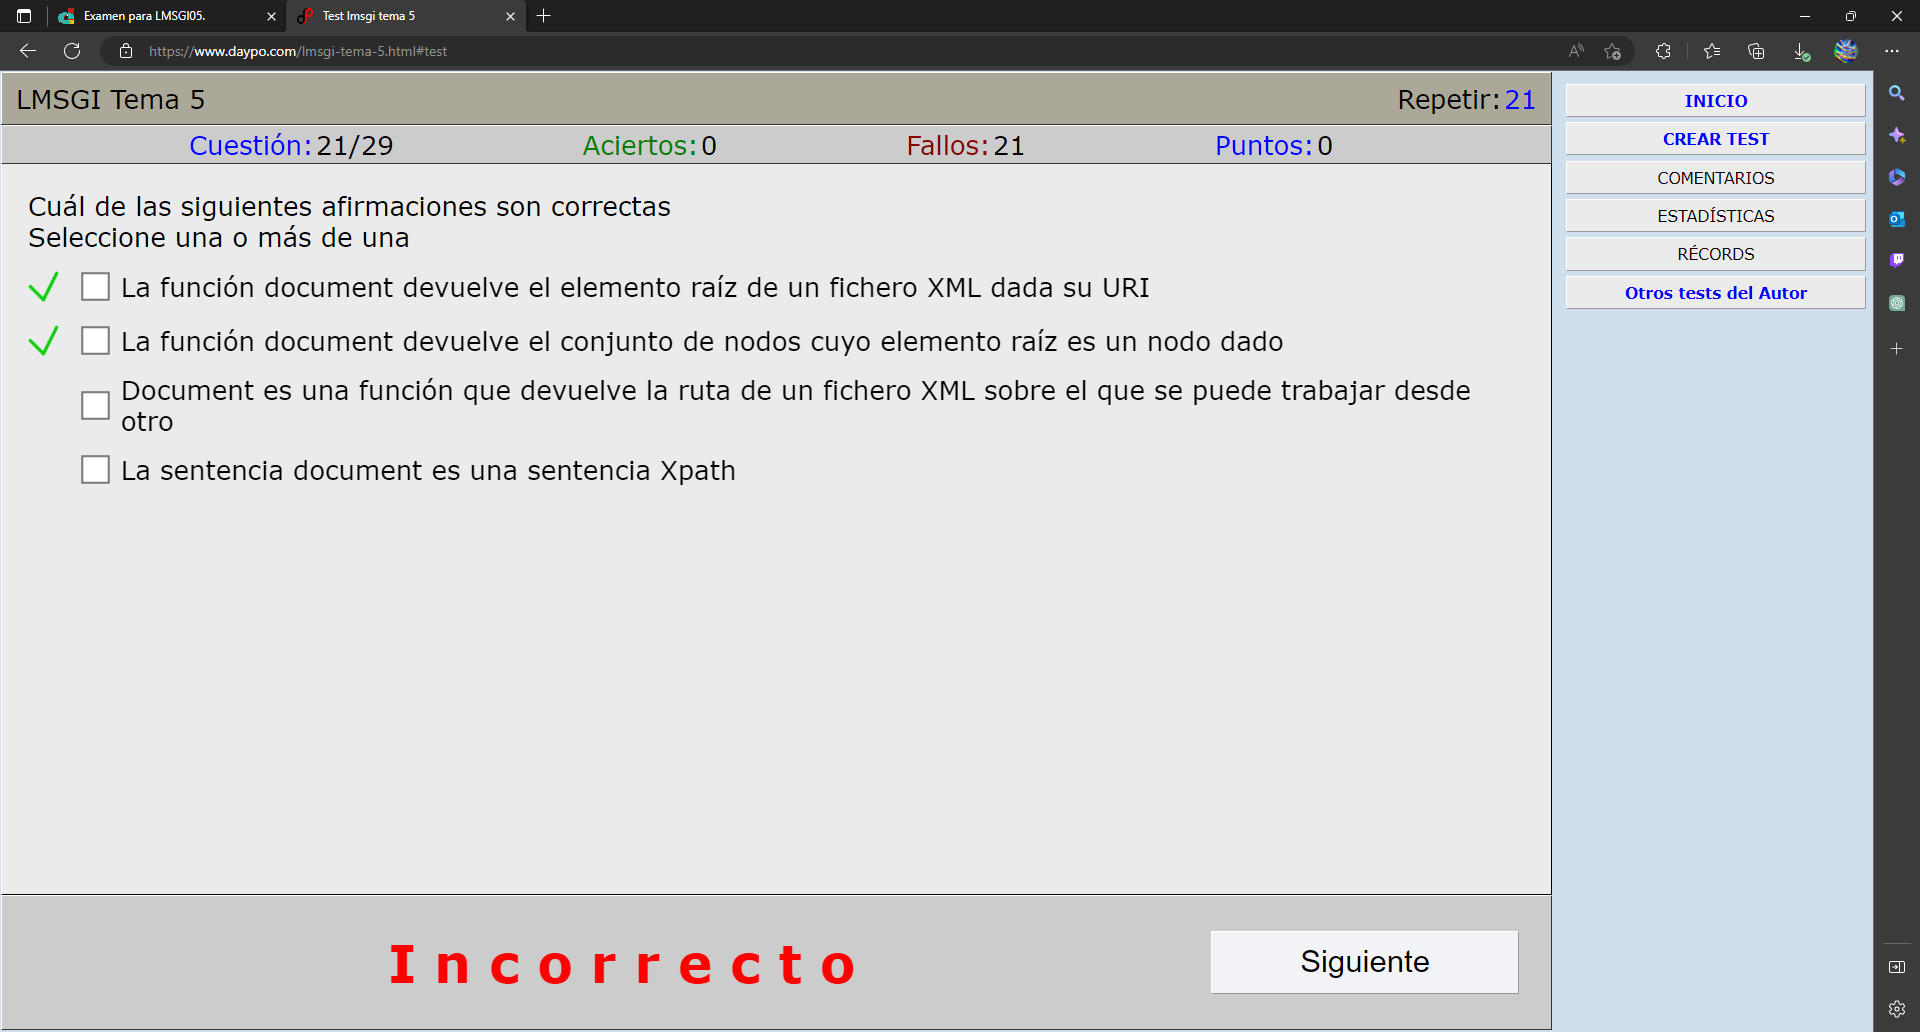 Examen para LMSGI05.
Test lmsgi tema 5
https://www.daypo.com/lmsgi-tema-5.html#test
LMSGI Tema 5
Repetir: 21
Cuestión: 21/29
Aciertos: 0
Fallos: 21
Puntos: 0
Cuál de las siguientes afirmaciones son correctas
Seleccione una o más de una
La función document devuelve el elemento raíz de un fichero XML dada su URI
La función document devuelve el conjunto de nodos cuyo elemento raíz es un nodo dado
Document es una función que devuelve la ruta de un fichero XML sobre el que se puede trabajar desde
otro
La sentencia document es una sentencia Xpath
Incorrecto
Siguiente
INICIO
CREAR TEST
COMENTARIOS
ESTADÍSTICAS
RÉCORDS
Otros tests del Autor